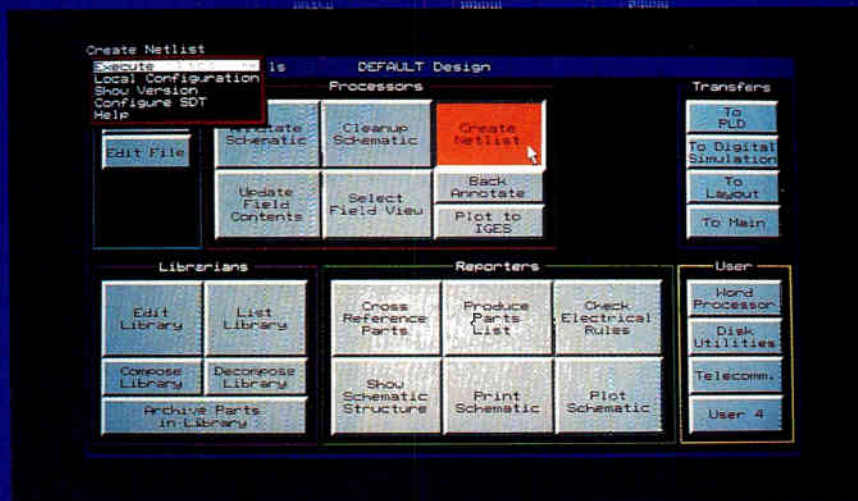 Create Netlist
Execute
Local Configuration
Show Version
Configure SDT
Help
ls
DEFAULT Design
Processors
Transfers
Edit File
Annotate
Schematic
Cleanup
Schematic
Create
Netlist
Update
Field
Contents
Select
Field View
Back
Annotate
Plot to
IGES
To
PLD
To Digital
Simulation
To
Layout
To Main
Librarians
Reporters
User
Edit
Library
List
Library
Compose
Library
Decompose
Library
Archive Parts
in Library
Cross
Reference
Parts
Produce
Parts
List
Check
Electrical
Rules
Show
Schematic
Structure
Print
Schematic
Plot
Schematic
Word
Processor
Disk
Utilities
Telecomm.
User 4